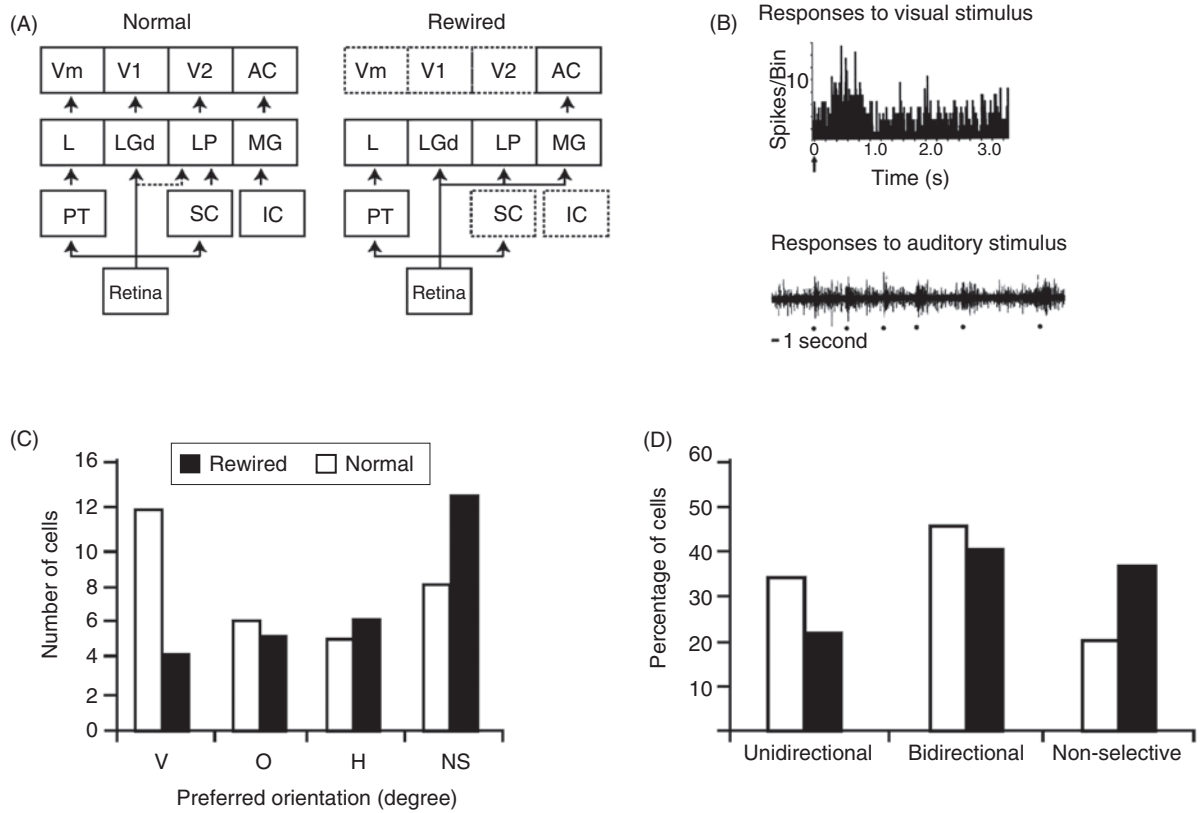 (A)
Normal
Vm V1 V2 AC
L LGd LP MG
PT SC IC
Retina
Rewired
Vm V1 V2 AC
L LGd LP MG
PT SC IC
Retina
(B)
Responses to visual stimulus
Spikes/Bin
10
0 1.0 2.0 3.0
Time (s)
Responses to auditory stimulus
1 second
(C)
Rewired Normal
Number of cells
16
12
10
8
6
4
2
0
V O H NS
Preferred orientation (degree)
(D)
Percentage of cells
60
50
40
30
20
10
Unidirectional Bidirectional Non-selective